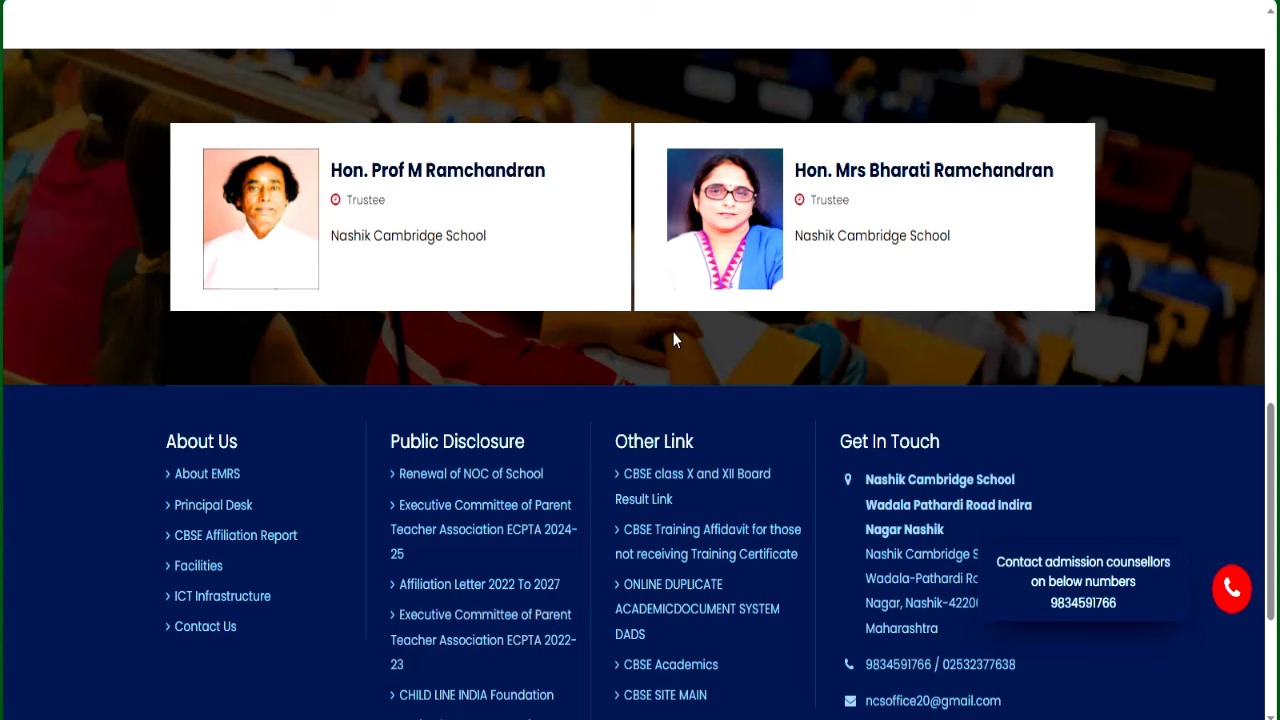 Hon. Prof M Ramchandran
Trustee
Nashik Cambridge School
Hon. Mrs Bharati Ramchandran
Trustee
Nashik Cambridge School
About Us
About EMRS
Principal Desk
CBSE Affiliation Report
Facilities
ICT Infrastructure
Contact Us
Public Disclosure
Renewal of NOC of School
Executive Committee of Parent
Teacher Association ECPTA 2024-
25
Affiliation Letter 2022 To 2027
Executive Committee of Parent
Teacher Association ECPTA 2022-
23
CHILD LINE INDIA Foundation
Other Link
CBSE class X and XII Board
Result Link
CBSE Training Affidavit for those
not receiving Training Certificate
ONLINE DUPLICATE
ACADEMICDOCUMENT SYSTEM
DADS
CBSE Academics
CBSE SITE MAIN
Get In Touch
Nashik Cambridge School
Wadala Pathardi Road Indira
Nagar Nashik
Nashik Cambridge
Wadala-Pathardi
Nagar,
Maharashtra
9834591766 / 02532377638
ncsoffice20@gmail.com
Contact admission counsellors
on below numbers
9834591766